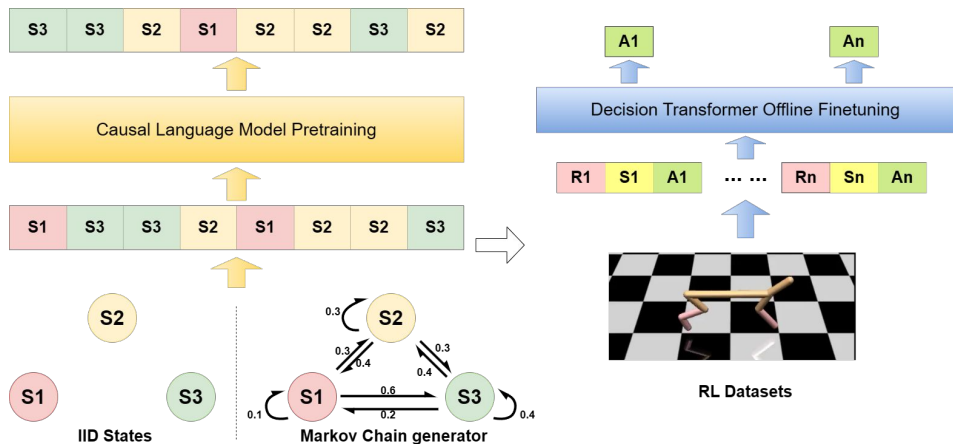 S3 S3 S2 S1 S2 S2 S3 S2
Causal Language Model Pretraining
S1 S3 S3 S2 S1 S2 S2 S3
S2
S1
S3
IID States
S2
0.3
0.3
0.4
0.3
0.4
S1
0.6
0.2
S3
0.1
0.4
Markov Chain generator
A1
An
Decision Transformer Offline Finetuning
R1 S1 A1 ... ... Rn Sn An
RL Datasets